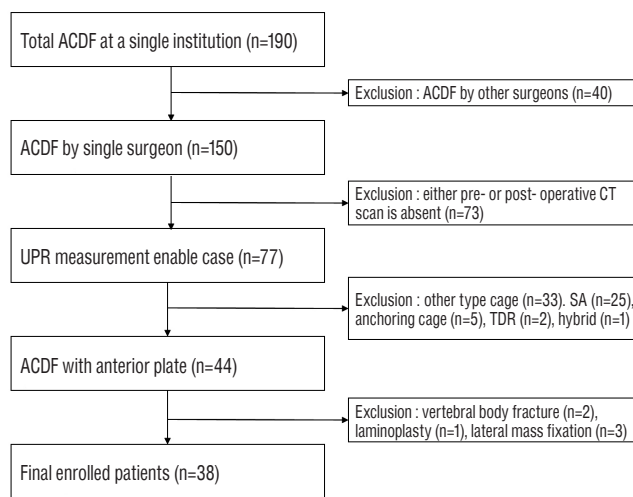 Total ACDF at a single institution (n=190)
Exclusion : ACDF by other surgeons (n=40)
ACDF by single surgeon (n=150)
Exclusion : either pre- or post- operative CT
scan is absent (n=73)
UPR measurement enable case (n=77)
Exclusion : other type cage (n=33). SA (n=25),
anchoring cage (n=5), TDR (n=2), hybrid (n=1)
ACDF with anterior plate (n=44)
Exclusion : vertebral body fracture (n=2),
laminoplasty (n=1), lateral mass fixation (n=3)
Final enrolled patients (n=38)